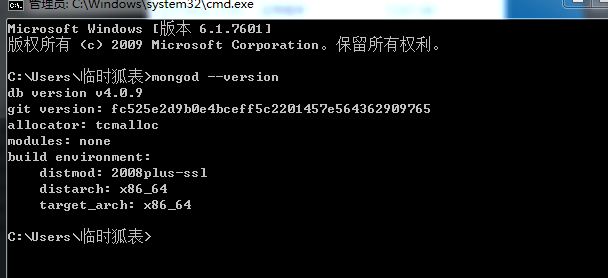 管理员: C:\Windows\system32\cmd.exe
Microsoft Windows [版本 6.1.7601]
版权所有 (c) 2009 Microsoft Corporation。保留所有权利。
C:\Users\临时狐表>mongod --version
db version v4.0.9
git version: fc525e2d9b0e4bceff5c2201457e564362909765
allocator: tcmalloc
modules: none
build environment:
distmod: 2008plus-ssl
distarch: x86_64
target_arch: x86_64
C:\Users\临时狐表>